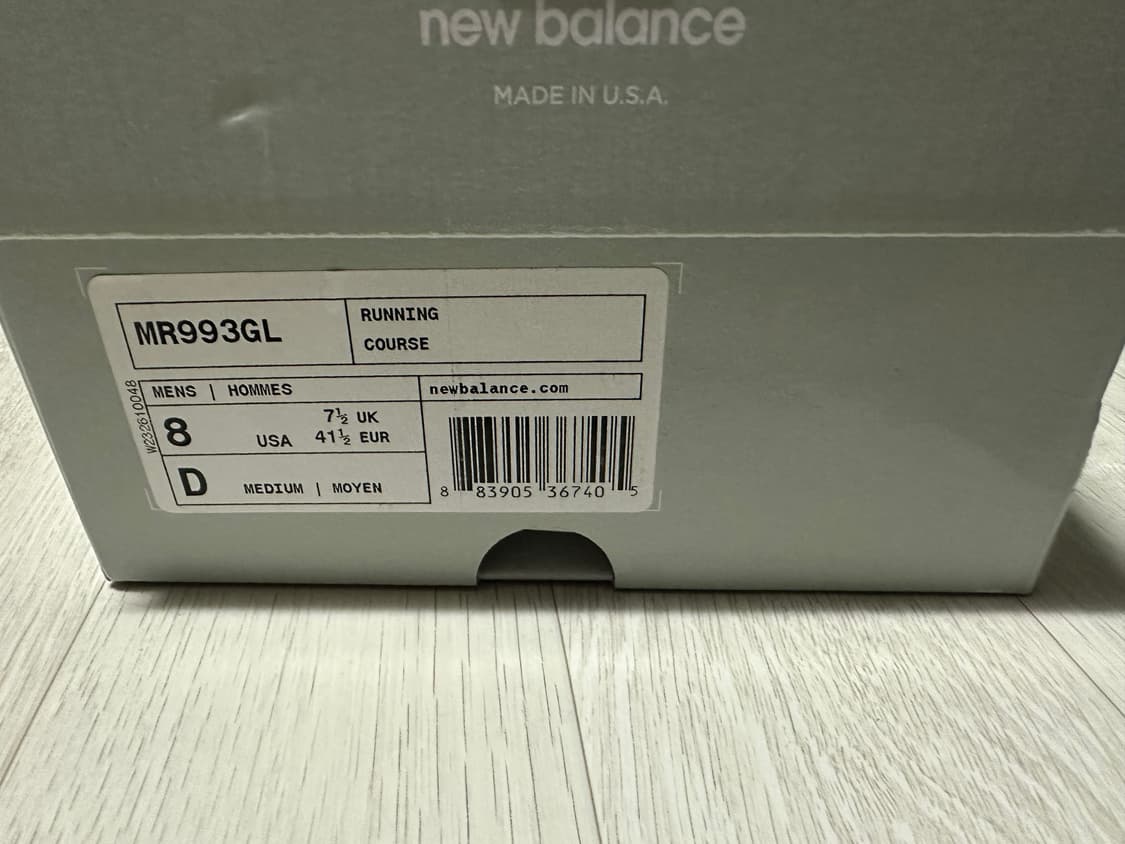 new balance
MADE IN U.S.A.
MR993GL
RUNNING
COURSE
MENS | HOMMES
newbalance.com
W232610048
8 USA
7½ UK
41½ EUR
D MEDIUM | MOYEN
8 83905 36740 5